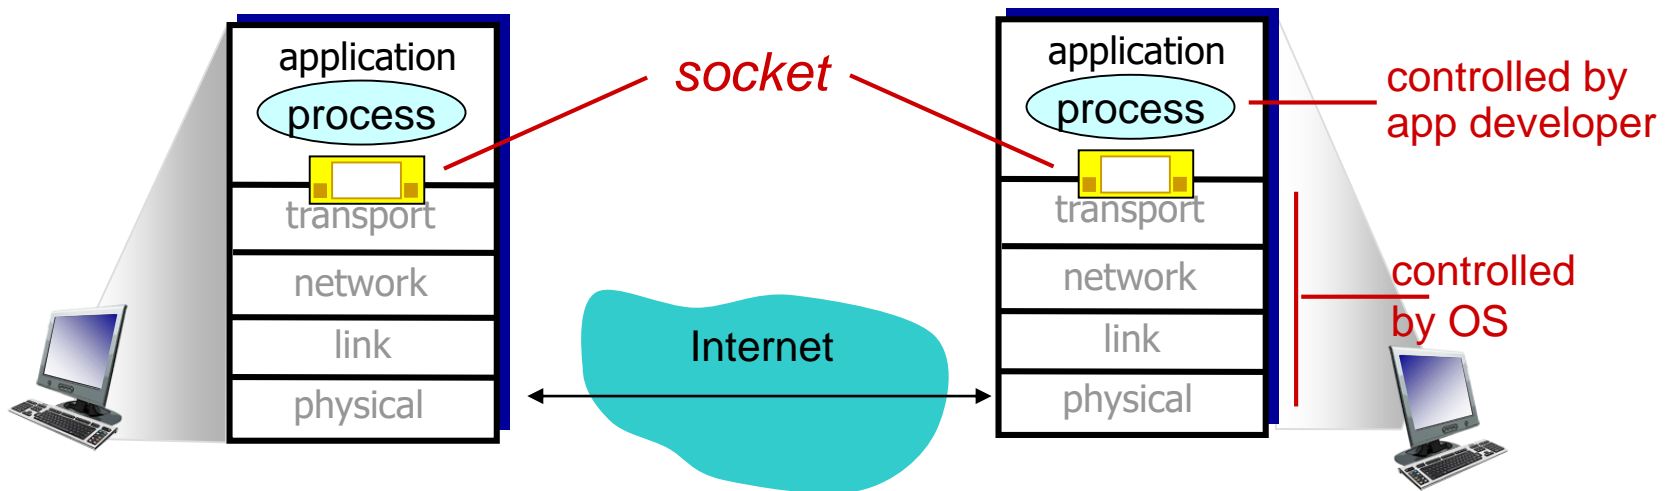 application
process
transport
network
link
physical
socket
Internet
application
process
transport
network
link
physical
controlled by
app developer
controlled
by OS